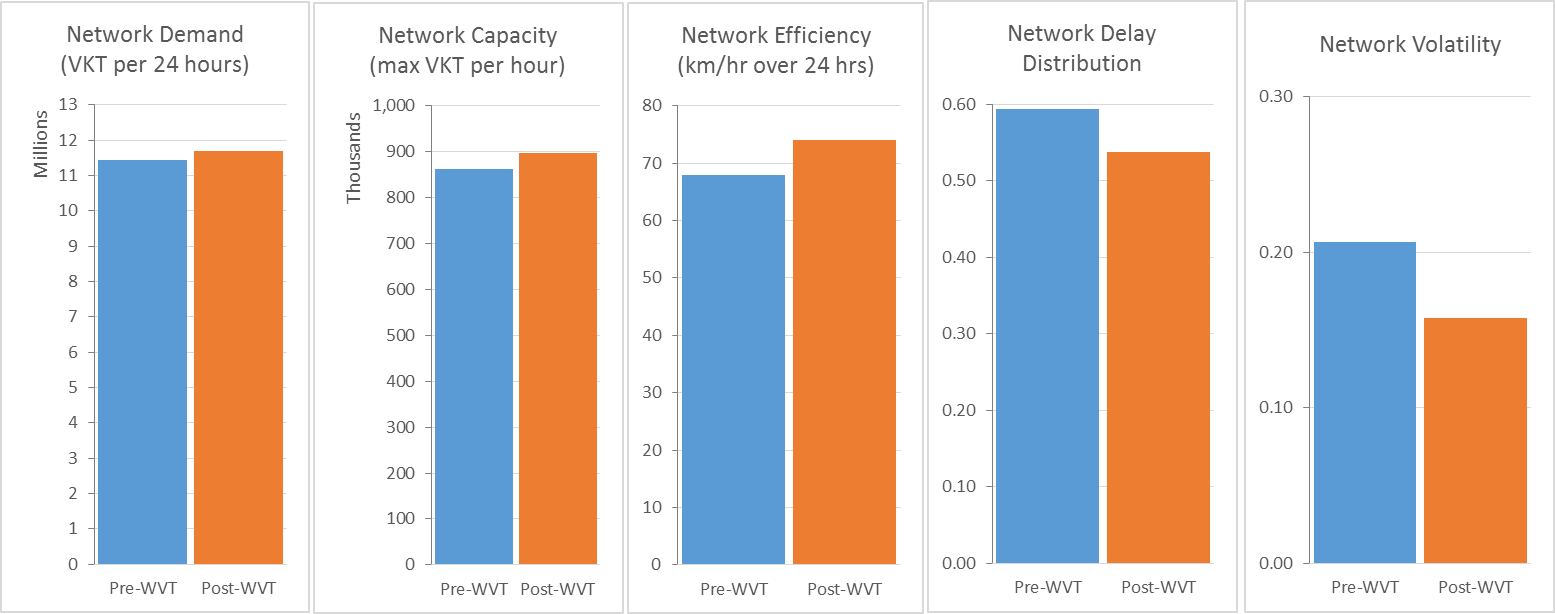 Network Demand
(VKT per 24 hours)
Millions
13
12
11
10
9
8
7
6
5
4
3
2
1
0
Pre-WVT Post-WVT
Network Capacity
(max VKT per hour)
Thousands
1,000
900
800
700
600
500
400
300
200
100
0
Pre-WVT Post-WVT
Network Efficiency
(km/hr over 24 hrs)
80
70
60
50
40
30
20
10
0
Pre-WVT Post-WVT
Network Delay
Distribution
0.60
0.50
0.40
0.30
0.20
0.10
0.00
Pre-WVT Post-WVT
Network Volatility
0.30
0.20
0.10
0.00
Pre-WVT Post-WVT